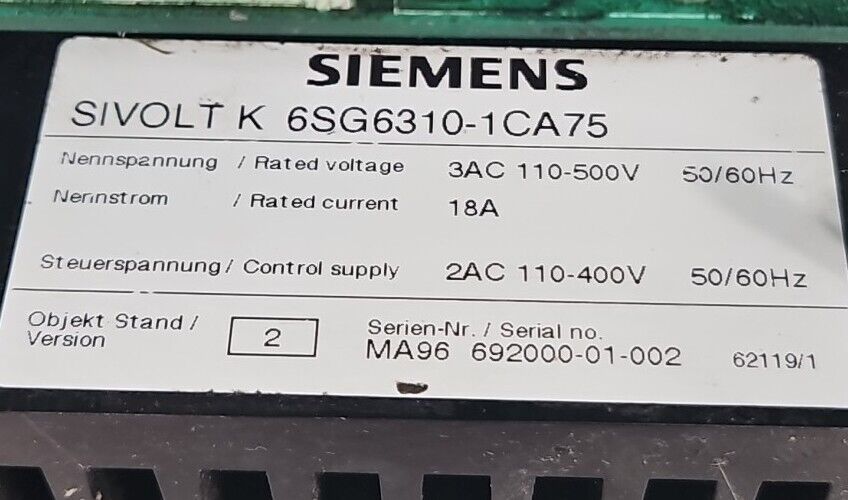 SIEMENS
SIVOLT K 6SG6310-1CA75
Nennspannung / Rated voltage 3AC 110-500V 50/60Hz
Nennstrom / Rated current 18A
Steuerspannung / Control supply 2AC 110-400V 50/60Hz
Objekt Stand / Version 2
Serien-Nr. / Serial no.
MA96 692000-01-002 62119/1